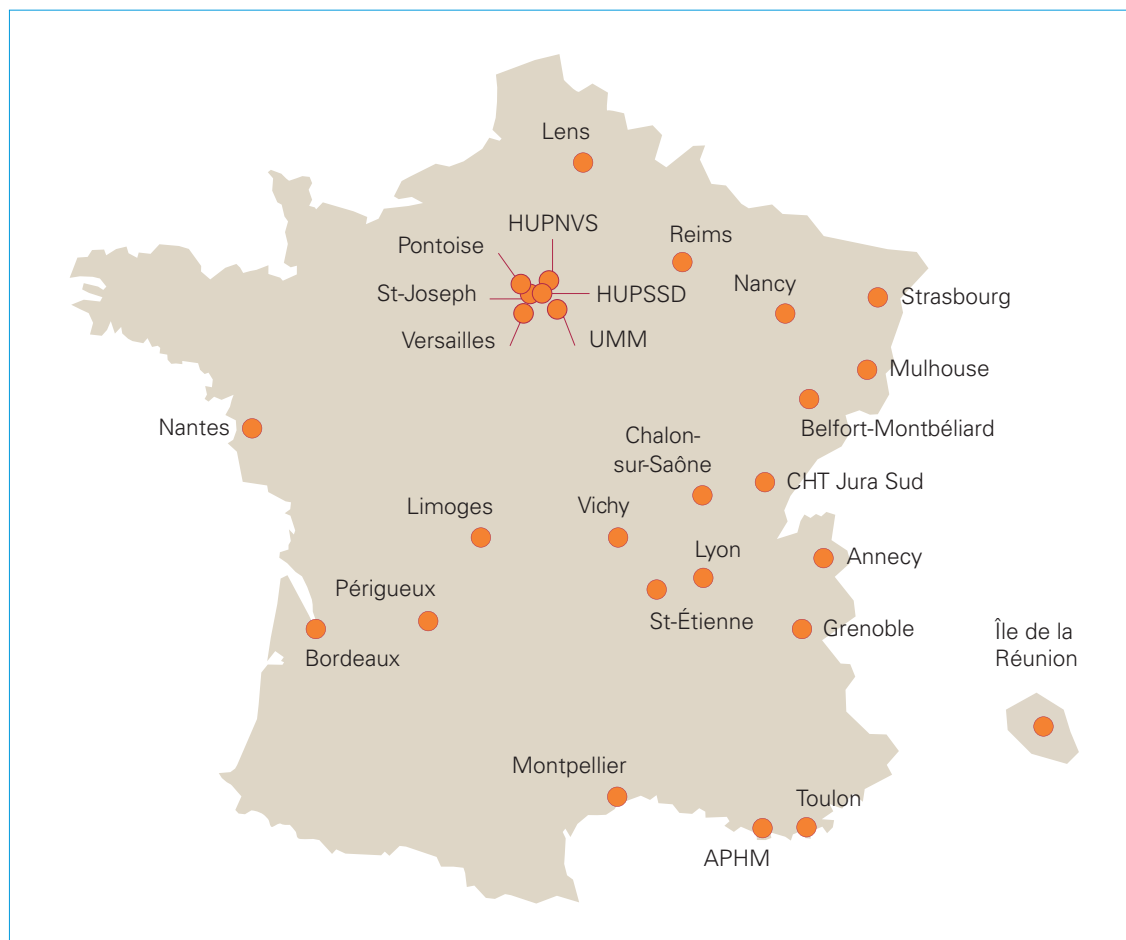 Lens
HUPNVS
Reims
Pontoise
St-Joseph
HUPSSD
Nancy
Strasbourg
Versailles
UMM
Mulhouse
Nantes
Belfort-Montbéliard
Chalon-
sur-Saône
CHT Jura Sud
Limoges
Vichy
Lyon
Annecy
Périgueux
St-Étienne
Grenoble
Île de la
Réunion
Bordeaux
Montpellier
Toulon
APHM